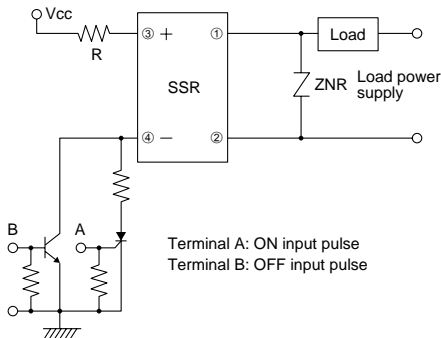 Vcc
R
③ +
①
SSR
④ −
②
Load
ZNR
Load power
supply
B
A
Terminal A: ON input pulse
Terminal B: OFF input pulse